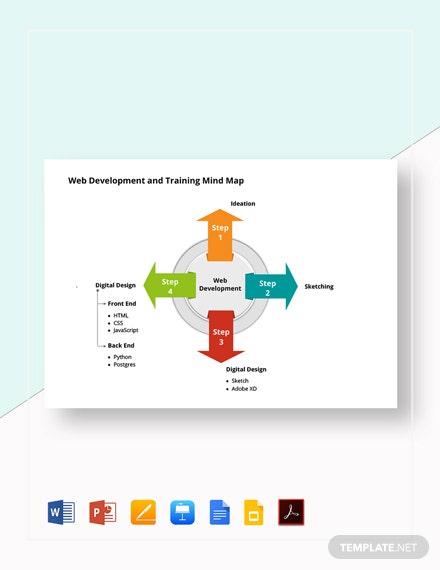 Web Development and Training Mind Map
Ideation
Step
1
Digital Design
Step
4
Web
Development
Step
2
Sketching
Front End
HTML
CSS
JavaScript
Step
3
Back End
Python
Postgres
Digital Design
Sketch
Adobe XD
W
P
TEMPLATE.NET